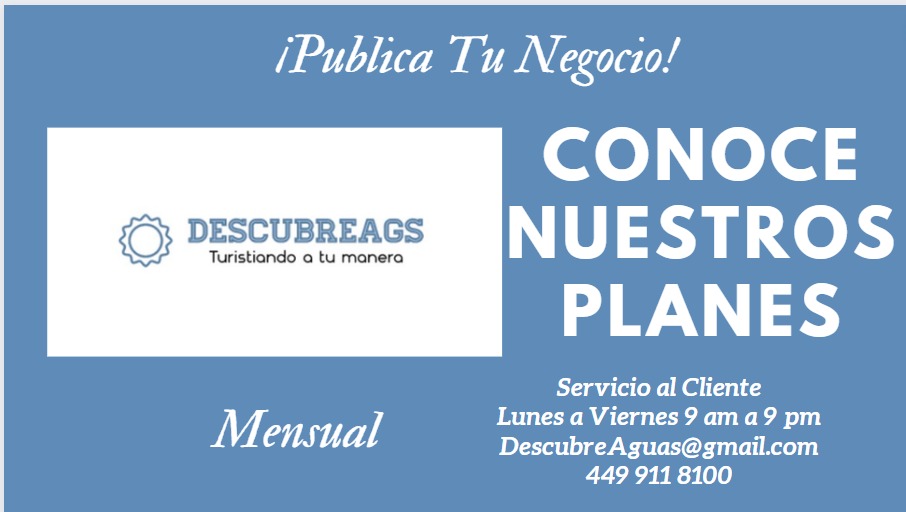 ¡Publica Tu Negocio!
DESCUBREAGS
Turistiando a tu manera
CONOCE
NUESTROS
PLANES
Mensual
Servicio al Cliente
Lunes a Viernes 9 am a 9 pm
DescubreAguas@gmail.com
449 911 8100